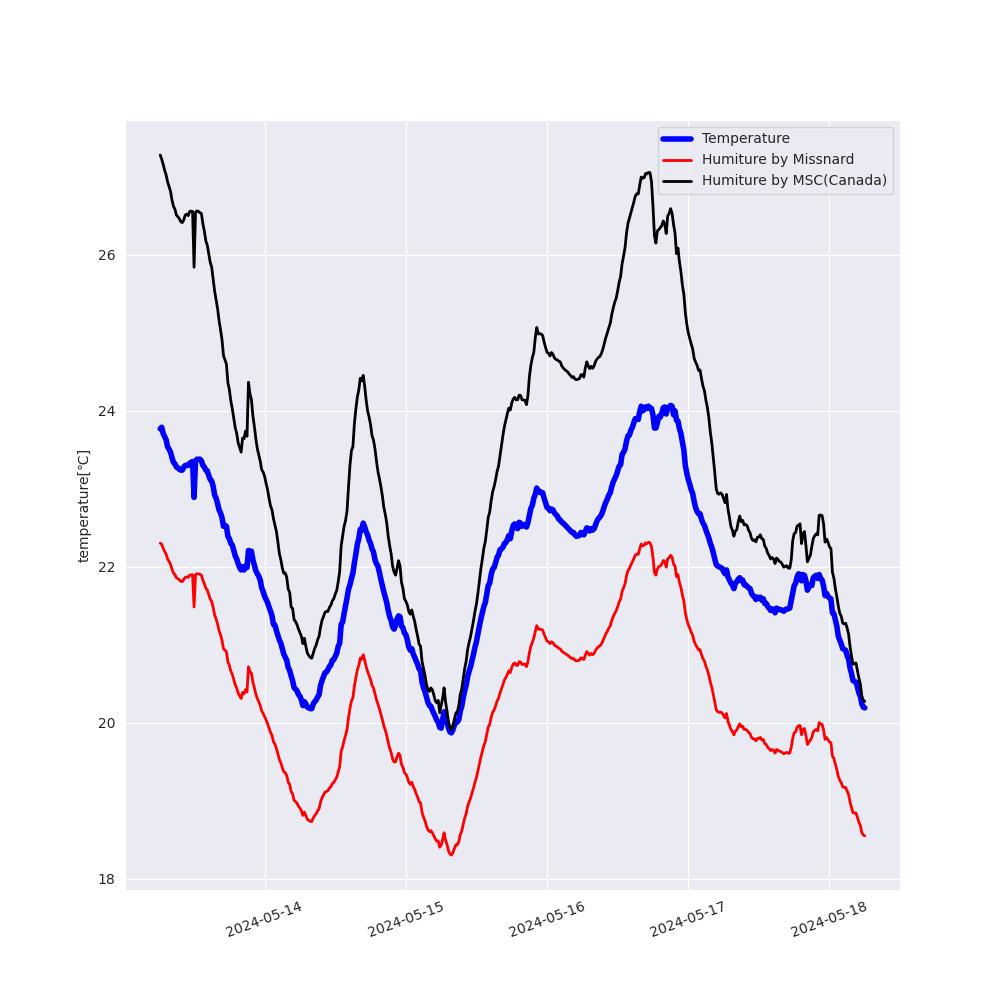 Temperature
Humiture by Missnard
Humiture by MSC(Canada)
26
24
22
20
18
temperature[℃]
2024-05-14
2024-05-15
2024-05-16
2024-05-17
2024-05-18